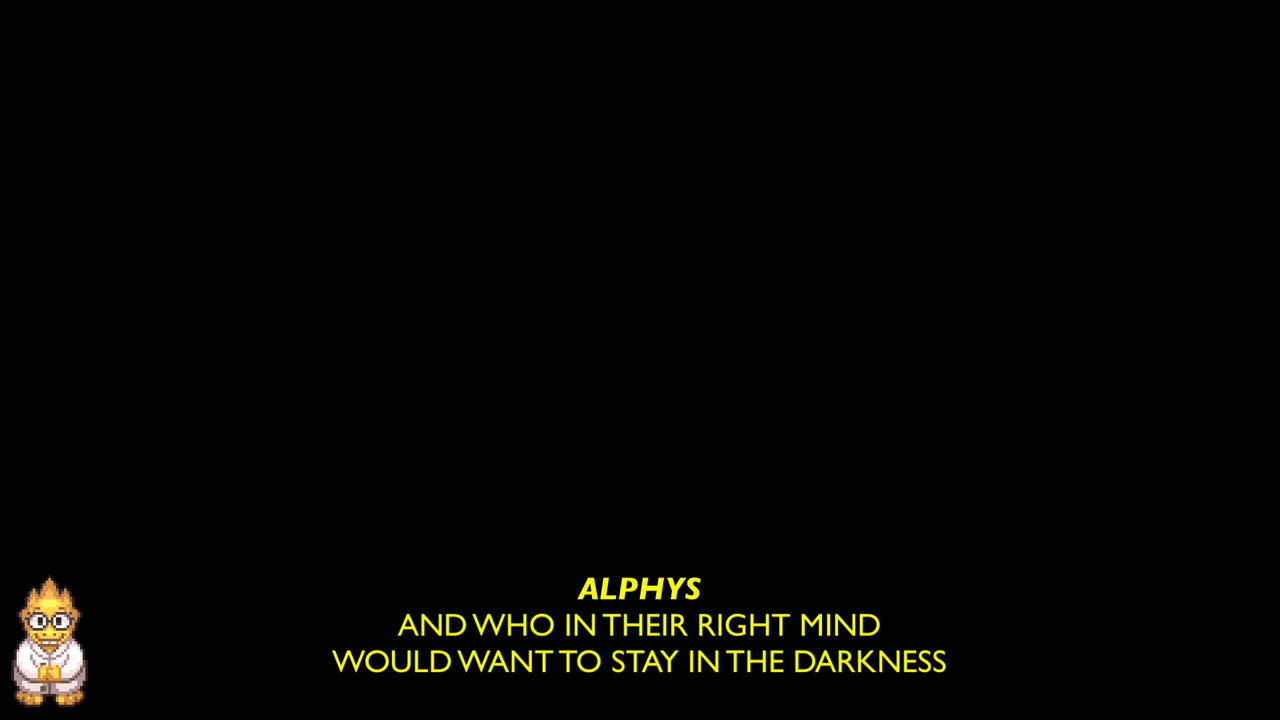 ALPHYS
AND WHO IN THEIR RIGHT MIND
WOULD WANT TO STAY IN THE DARKNESS